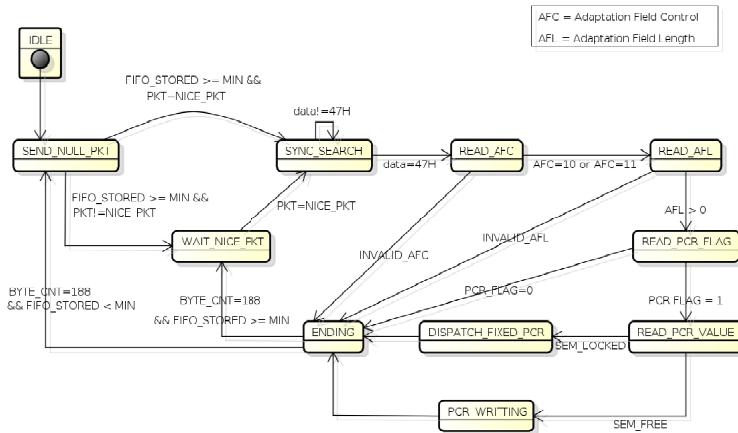 AFC = Adaptation Field Control
AFL = Adaptation Field Length
IDLE
FIFO_STORED >= MIN &&
PKT=NICE_PKT
data!=47H
SEND_NULL_PKT
SYNC_SEARCH
data=47H
READ_AFC
AFC=10 or AFC=11
READ_AFL
FIFO_STORED >= MIN &&
PKT!=NICE_PKT
PKT=NICE_PKT
AFL > 0
WAIT_NICE_PKT
INVALID_AFC
INVALID_AFL
READ_PCR_FLAG
BYTE_CNT=188
&& FIFO_STORED < MIN
BYTE_CNT=188
&& FIFO_STORED >= MIN
PCR_FLAG=0
PCR FLAG = 1
ENDING
DISPATCH_FIXED_PCR
SEM_LOCKED
READ_PCR_VALUE
PCR_WRITTING
SEM_FREE